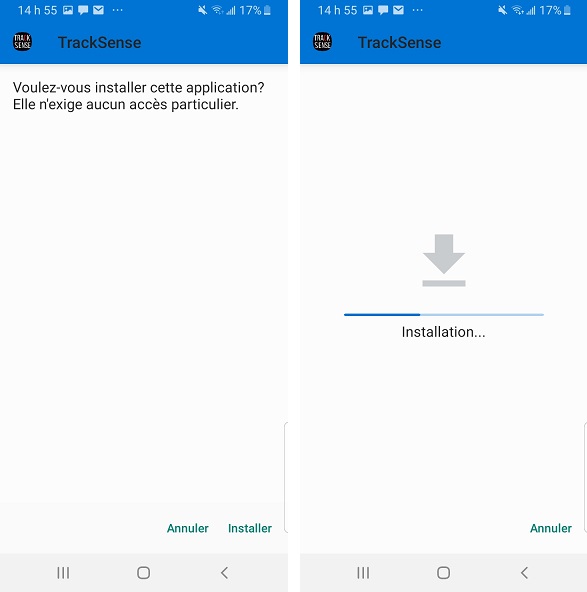 14 h 55 ... 17%
TRACK
SENSE
TrackSense
Voulez-vous installer cette application?
Elle n'exige aucun accès particulier.
Annuler Installer
14 h 55 ... 17%
TRACK
SENSE
TrackSense
Installation...
Annuler